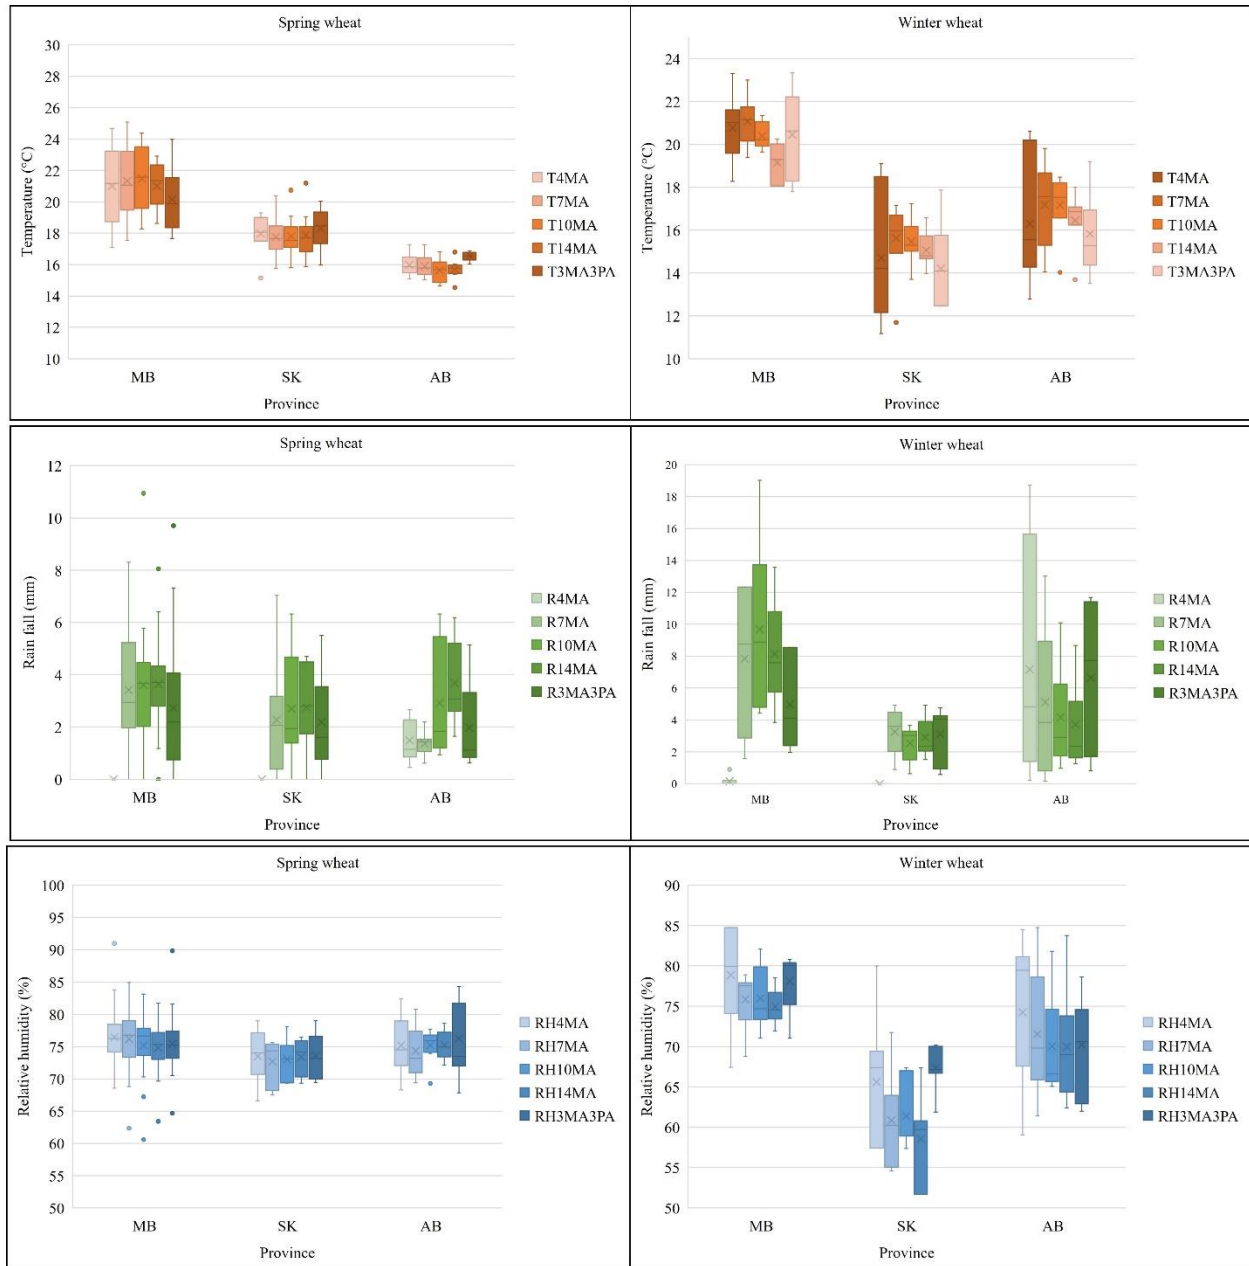 Spring wheat
30
28
26
24
22
20
18
16
14
12
10
Temperature (°C)
MB SK AB
Province
T4MA
T7MA
T10MA
T14MA
T3MA3PA
Winter wheat
24
22
20
18
16
14
12
10
Temperature (°C)
MB SK AB
Province
T4MA
T7MA
T10MA
T14MA
T3MA3PA
Spring wheat
12
10
8
6
4
2
0
Rain fall (mm)
MB SK AB
Province
R4MA
R7MA
R10MA
R14MA
R3MA3PA
Winter wheat
20
18
16
14
12
10
8
6
4
2
0
Rain fall (mm)
MB SK AB
Province
R4MA
R7MA
R10MA
R14MA
R3MA3PA
Spring wheat
100
95
90
85
80
75
70
65
60
55
50
Relative humidity (%)
MB SK AB
Province
RH4MA
RH7MA
RH10MA
RH14MA
RH3MA3PA
Winter wheat
90
85
80
75
70
65
60
55
50
Relative humidity (%)
MB SK AB
Province
RH4MA
RH7MA
RH10MA
RH14MA
RH3MA3PA